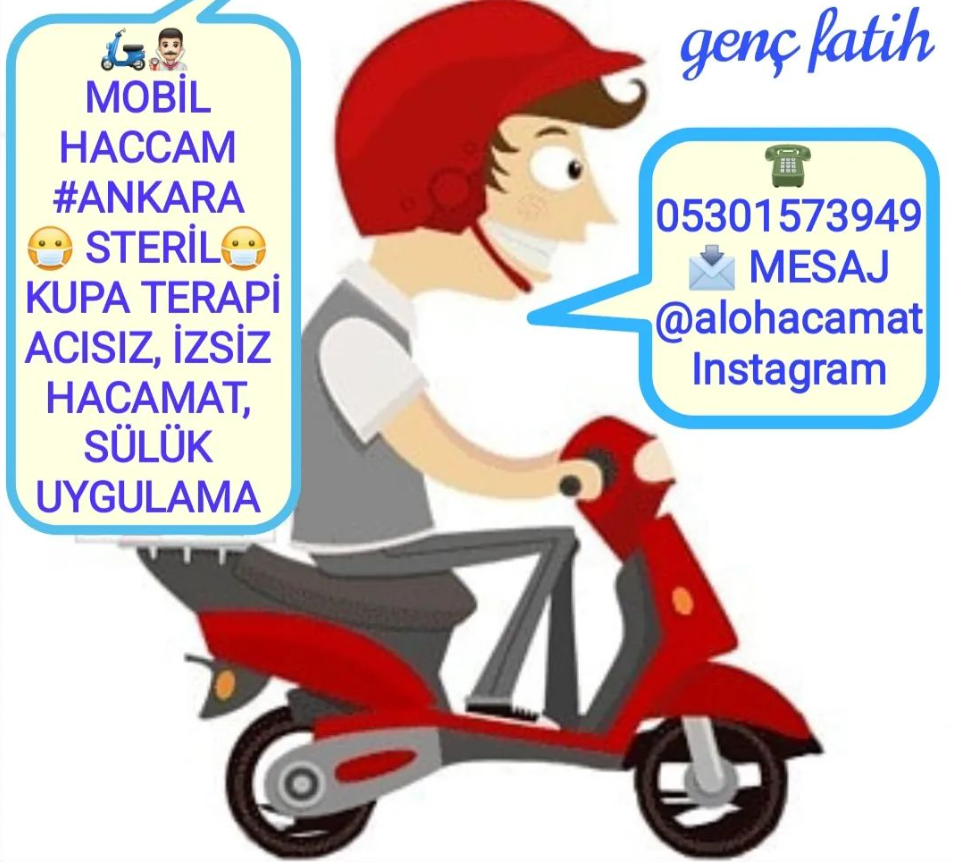 genç fatih
🛵👨🏻‍⚕️
MOBİL
HACCAM
#ANKARA
😷 STERİL😷
KUPA TERAPİ
ACISIZ, İZSİZ
HACAMAT,
SÜLÜK
UYGULAMA
☎️
05301573949
📩 MESAJ
@alohacamat
Instagram